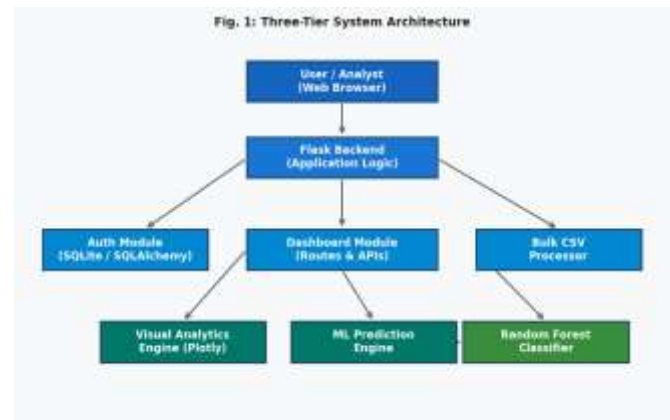 Fig. 1: Three-Tier System Architecture
User / Analyst
(Web Browser)
Flask Backend
(Application Logic)
Auth Module
(SQLite / SQLAlchemy)
Dashboard Module
(Routes & APIs)
Bulk CSV
Processor
Visual Analytics
Engine (Plotly)
ML Prediction
Engine
Random Forest
Classifier